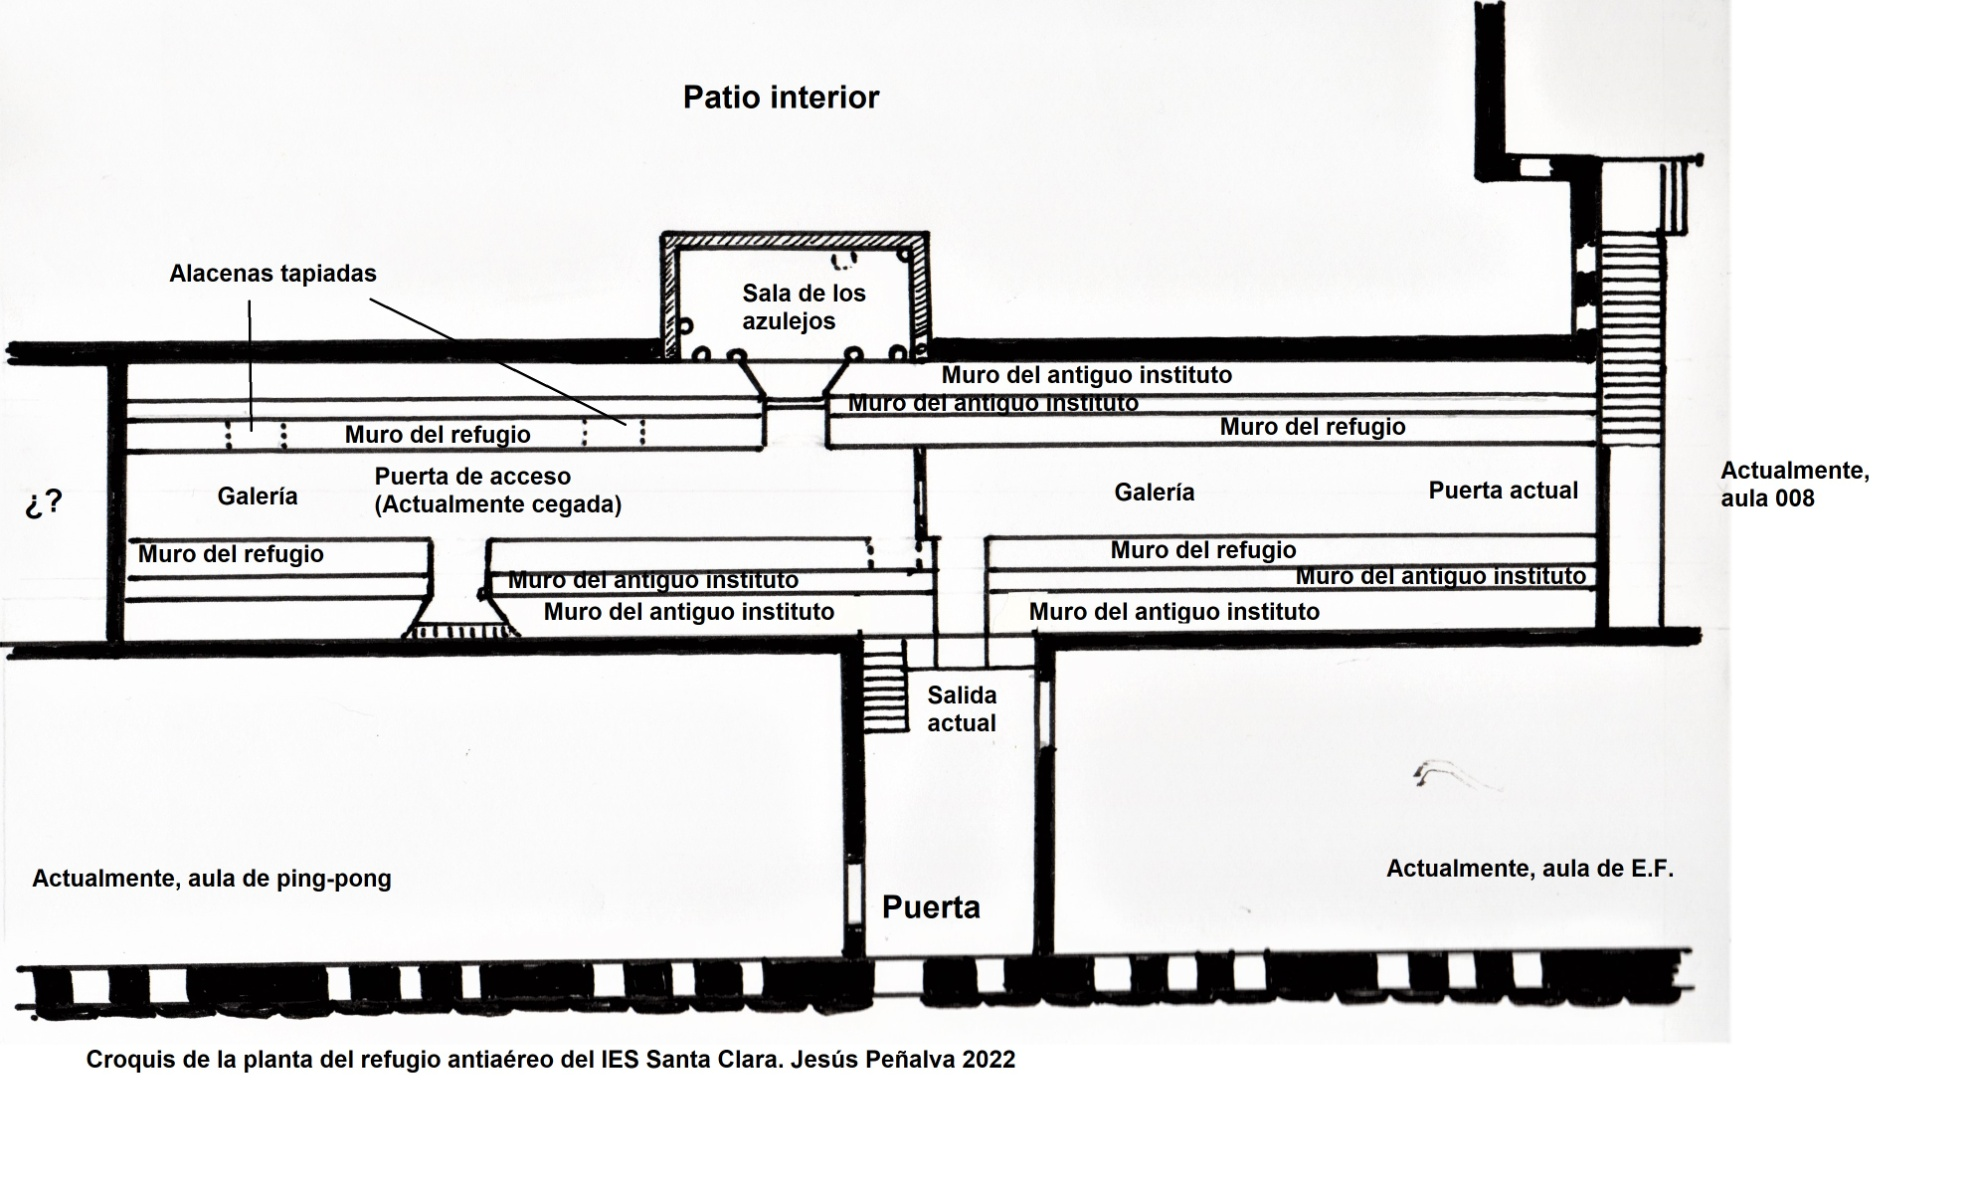 Patio interior
Alacenas tapiadas
Sala de los
azulejos
Muro del antiguo instituto
Muro del antiguo instituto
Muro del refugio
Muro del refugio
Puerta de acceso
(Actualmente cegada)
Galería
¿?
Galería
Puerta actual
Actualmente,
aula 008
Muro del refugio
Muro del refugio
Muro del antiguo instituto
Muro del antiguo instituto
Muro del antiguo instituto
Muro del antiguo instituto
Salida
actual
Actualmente, aula de ping-pong
Actualmente, aula de E.F.
Puerta
Croquis de la planta del refugio antiaéreo del IES Santa Clara. Jesús Peñalva 2022